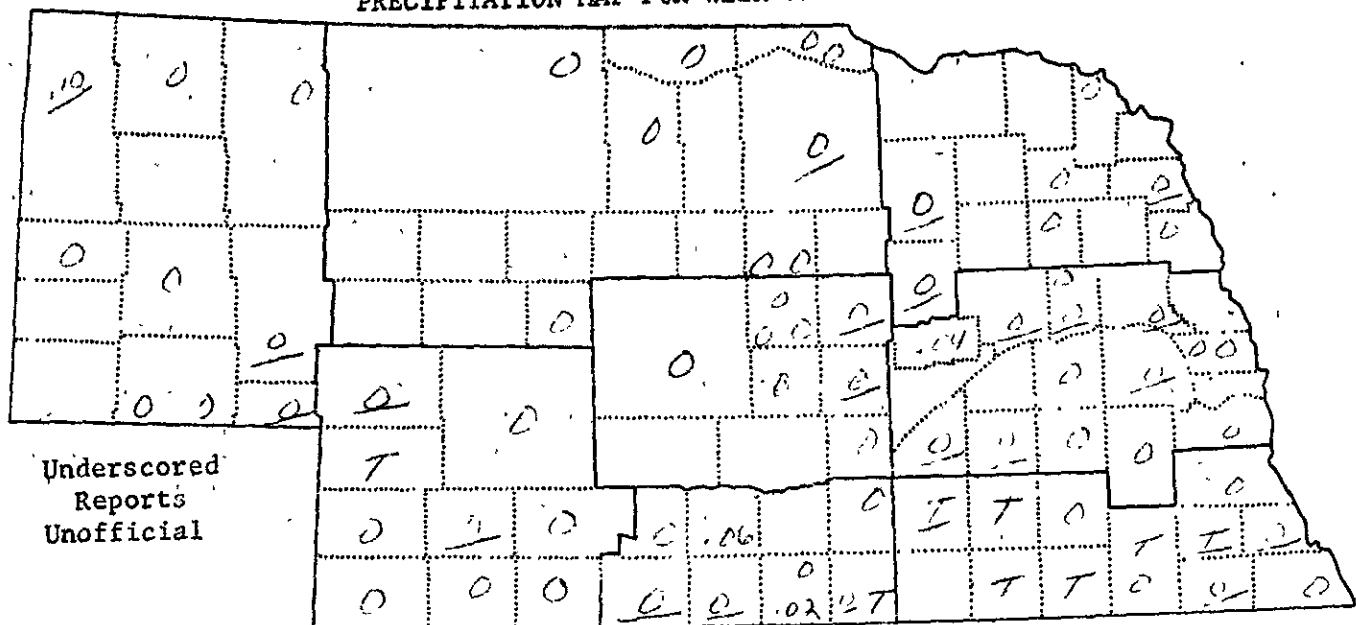 PRECIPITATION MAP FOR WEEK
.10 0 0 0 0 0 0
0
0 0
0 0 0 0
0 0 0
0 0 0 0
0 0 0 0 0 0
0 0 0 .04 0 0
0 0 0 0 0
0 0 0 0 0 0
0 0 0 0 0 0 0
Underscored
Reports
Unofficial
T
0 0 0 0 .06 0 T T 0 T T 0
0 0 0 0 0 0 .02 0 T T T 0 0 0